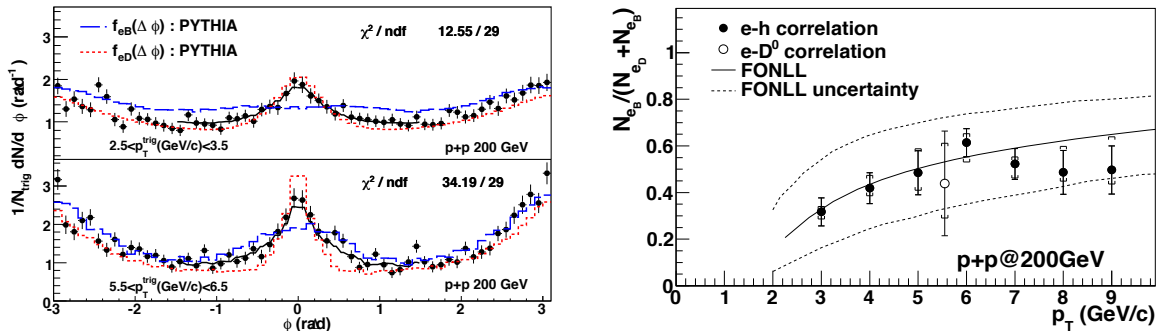 f_eB(Δ ϕ) : PYTHIA
f_eD(Δ ϕ) : PYTHIA
χ² / ndf 12.55 / 29
3
2
1
2.5<p_T^trig(GeV/c)<3.5
p+p 200 GeV
χ² / ndf 34.19 / 29
3
2
1
5.5<p_T^trig(GeV/c)<6.5
p+p 200 GeV
-3 -2 -1 0 1 2 3
ϕ (rad)
1/N_trig dN/d ϕ (rad⁻¹)
e-h correlation
e-D⁰ correlation
FONLL
FONLL uncertainty
N_eB/(N_eD + N_eB)
1
0.8
0.6
0.4
0.2
0
p+p@200GeV
0 1 2 3 4 5 6 7 8 9
p_T (GeV/c)